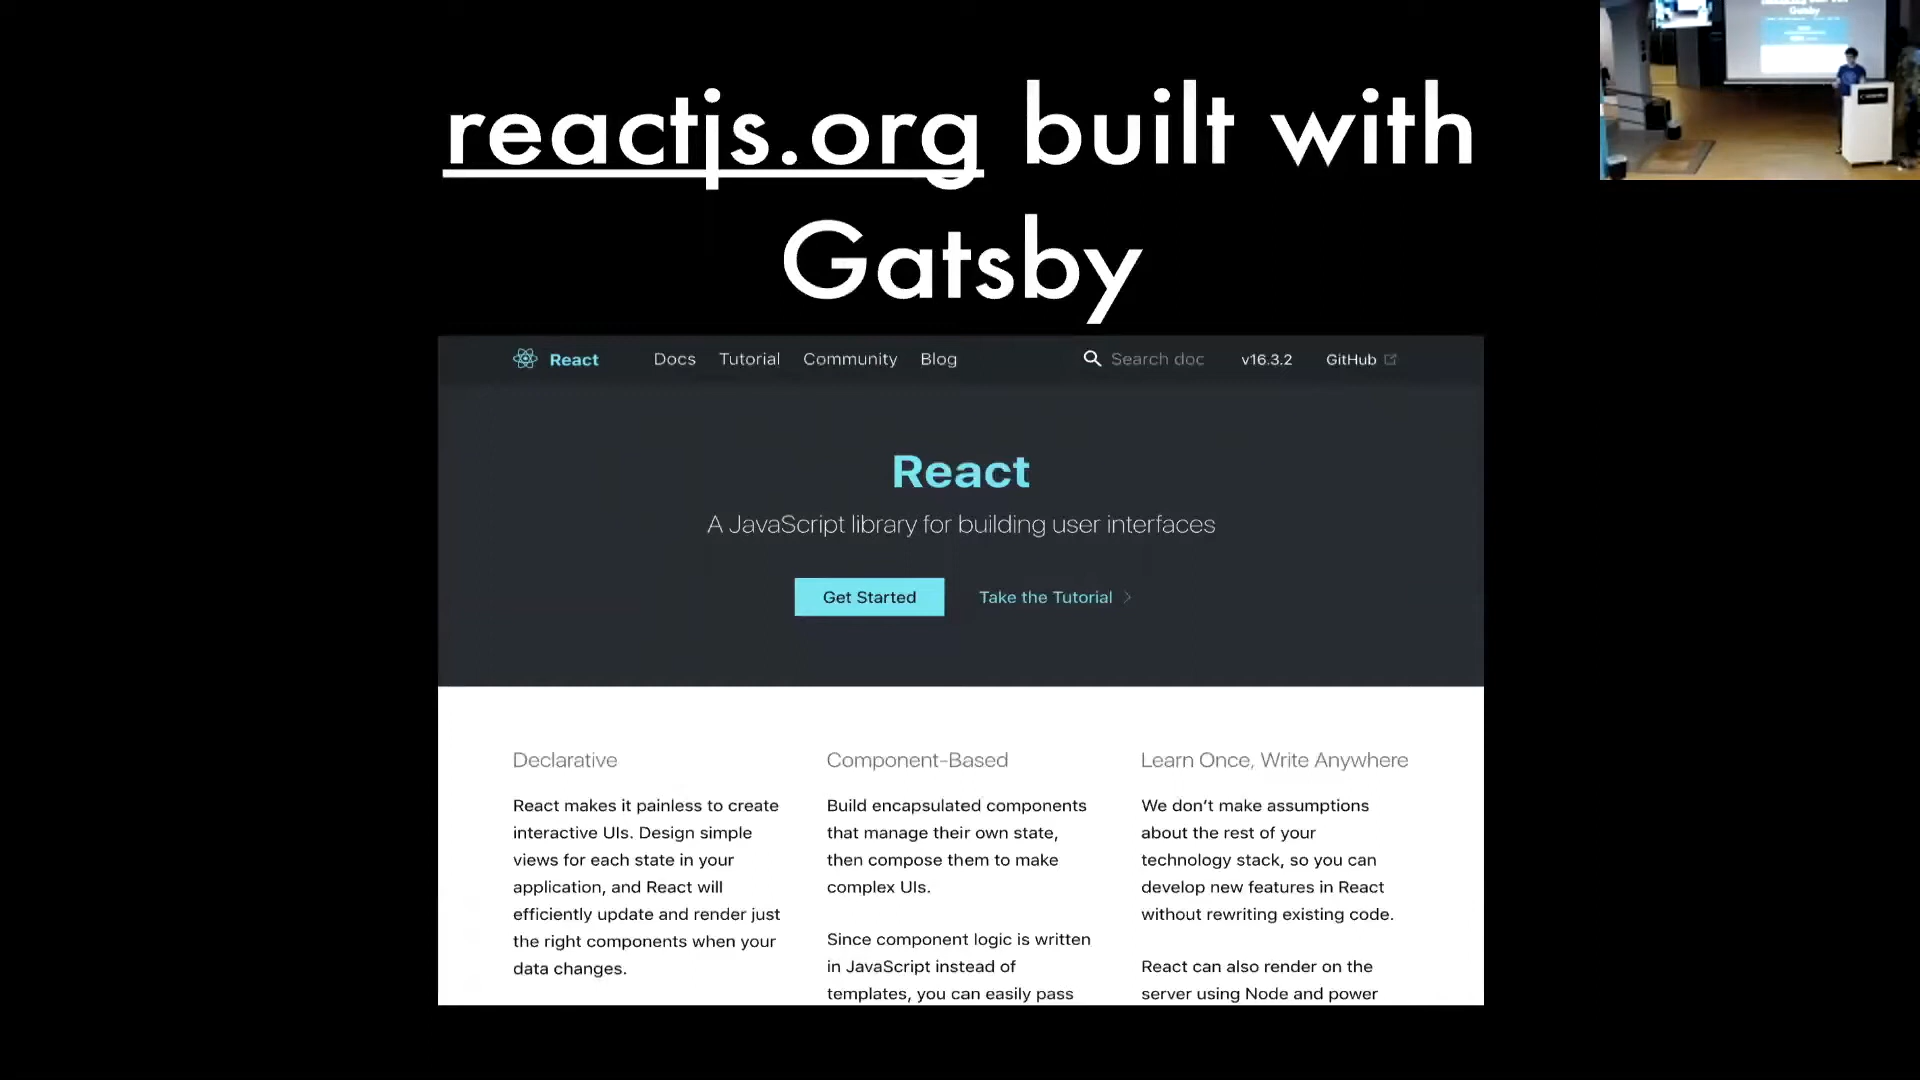 reactjs.org built with
Gatsby
React Docs Tutorial Community Blog Search doc v16.3.2 GitHub
React
A JavaScript library for building user interfaces
Get Started Take the Tutorial
Declarative
React makes it painless to create
interactive UIs. Design simple
views for each state in your
application, and React will
efficiently update and render just
the right components when your
data changes.
Component-Based
Build encapsulated components
that manage their own state,
then compose them to make
complex UIs.
Since component logic is written
in JavaScript instead of
templates, you can easily pass
Learn Once, Write Anywhere
We don’t make assumptions
about the rest of your
technology stack, so you can
develop new features in React
without rewriting existing code.
React can also render on the
server using Node and power
Gatsby